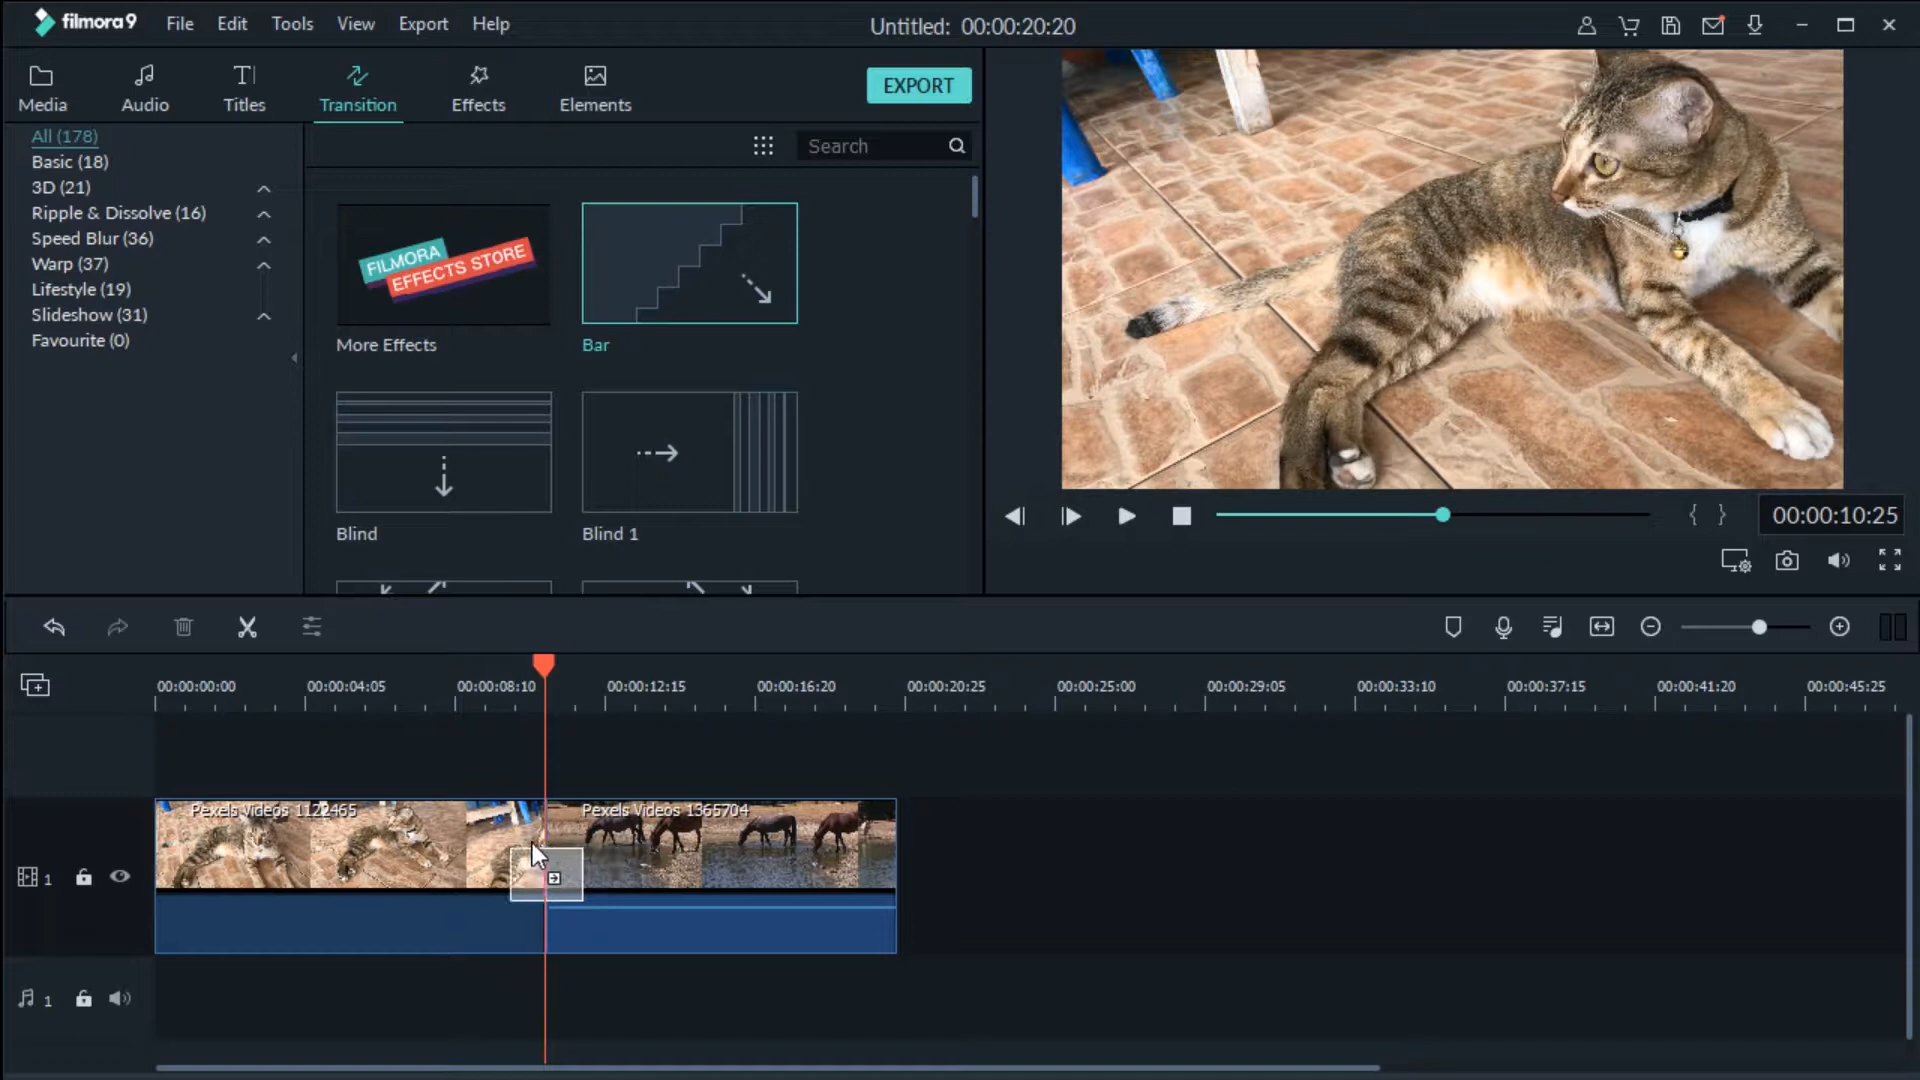 filmora9 File Edit Tools View Export Help Untitled: 00:00:20:20
Media Audio Titles Transition Effects Elements EXPORT
All (178)
Basic (18)
3D (21)
Ripple & Dissolve (16)
Speed Blur (36)
Warp (37)
Lifestyle (19)
Slideshow (31)
Favourite (0)
Search
FILMORA
EFFECTS STORE
More Effects Bar
Blind Blind 1
{ } 00:00:10:25
00:00:00:00 00:00:04:05 00:00:08:10 00:00:12:15 00:00:16:20 00:00:20:25 00:00:25:00 00:00:29:05 00:00:33:10 00:00:37:15 00:00:41:20 00:00:45:25
Pexels Videos 1122465 Pexels Videos 1365704
1
1